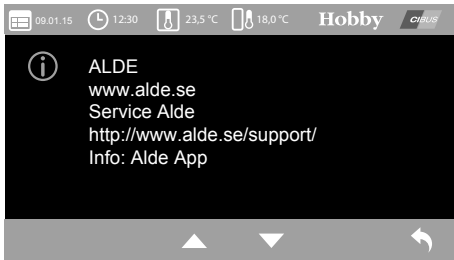 09.01.15 12:30 23,5 °C 18,0 °C Hobby CIBUS
ALDE
www.alde.se
Service Alde
http://www.alde.se/support/
Info: Alde App